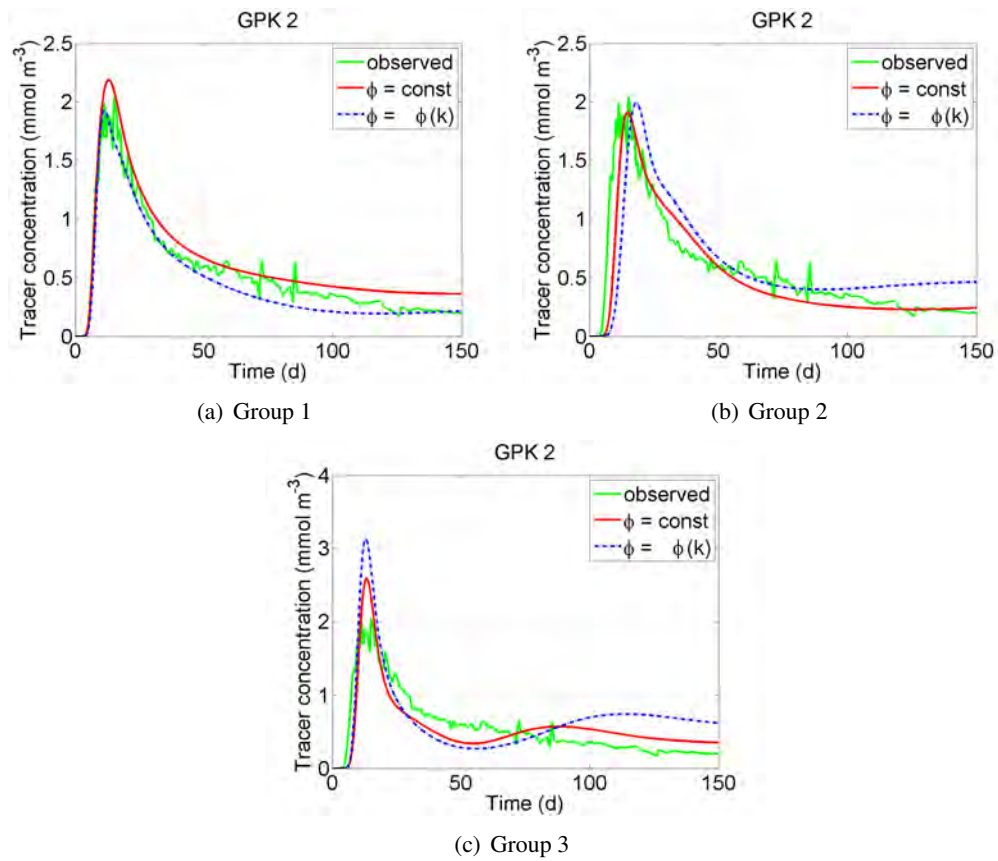 GPK 2
Tracer concentration (mmol m⁻³)
2.5
2
1.5
1
0.5
0
observed
ϕ = const
ϕ = ϕ(k)
0 50 100 150
Time (d)
(a) Group 1
GPK 2
Tracer concentration (mmol m⁻³)
2.5
2
1.5
1
0.5
0
observed
ϕ = const
ϕ = ϕ(k)
0 50 100 150
Time (d)
(b) Group 2
GPK 2
Tracer concentration (mmol m⁻³)
4
3
2
1
0
observed
ϕ = const
ϕ = ϕ(k)
0 50 100 150
Time (d)
(c) Group 3